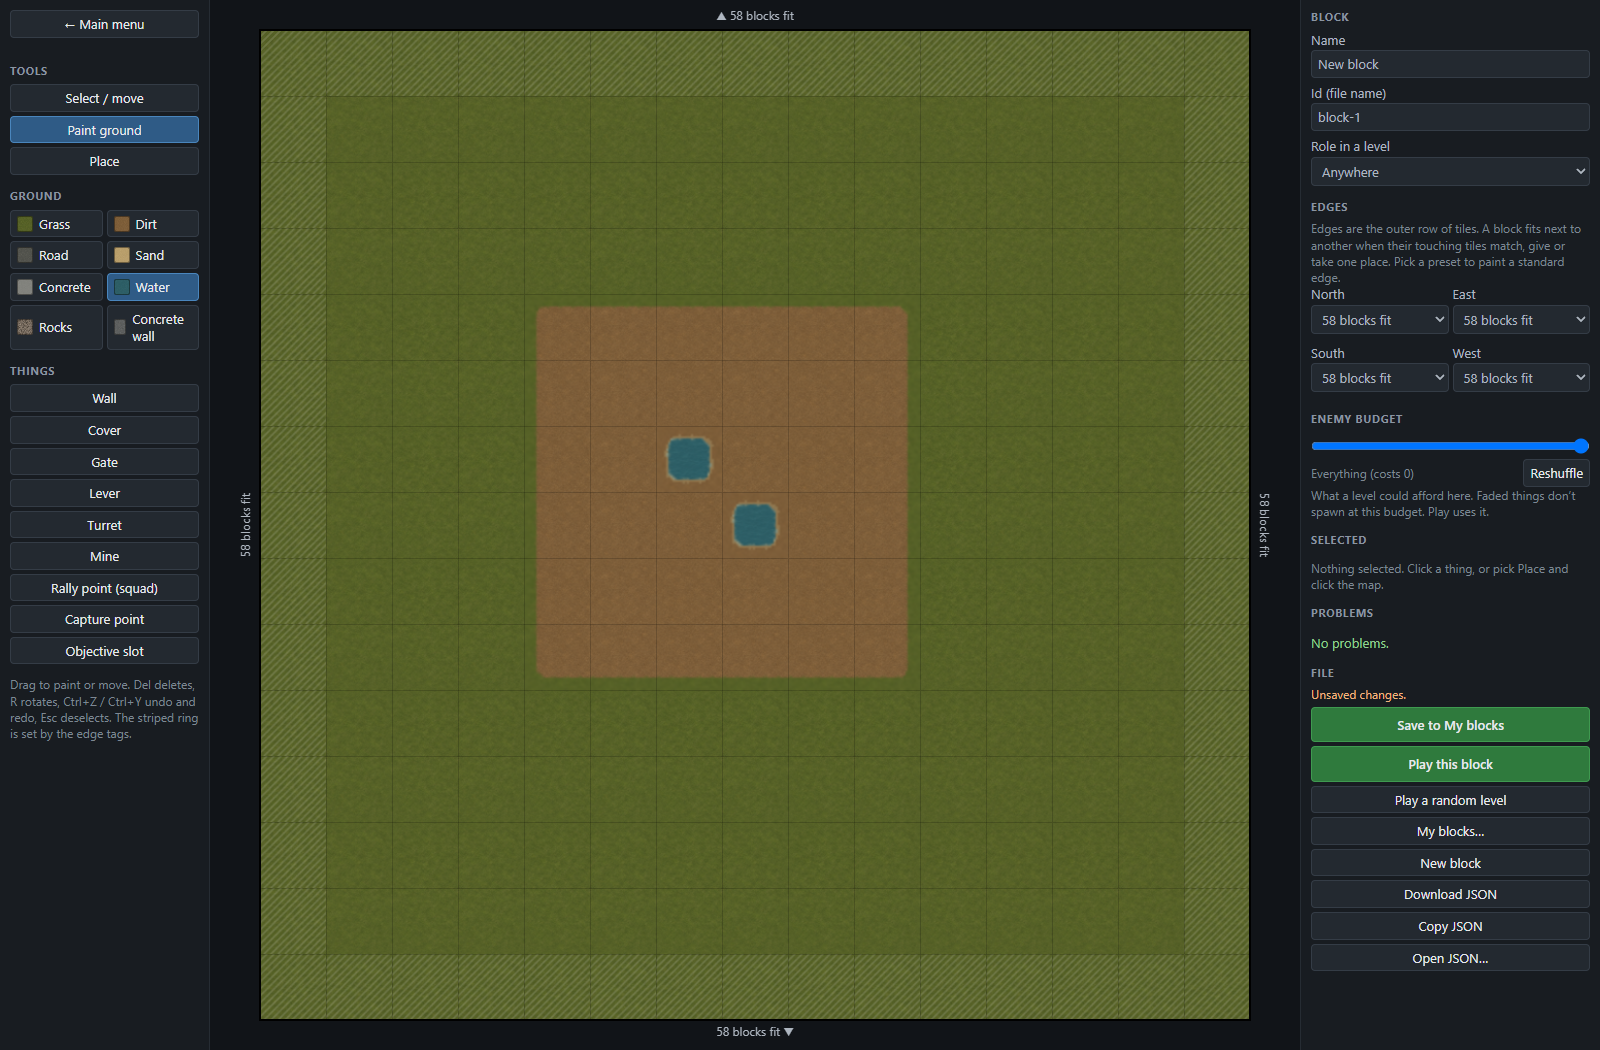 ← Main menu
TOOLS
Select / move
Paint ground
Place
GROUND
Grass
Dirt
Road
Sand
Concrete
Water
Rocks
Concrete
wall
THINGS
Wall
Cover
Gate
Lever
Turret
Mine
Rally point (squad)
Capture point
Objective slot
Drag to paint or move. Del deletes,
R rotates, Ctrl+Z / Ctrl+Y undo and
redo, Esc deselects. The striped ring
is set by the edge tags.
▲ 58 blocks fit
58 blocks fit
58 blocks fit
58 blocks fit ▼
BLOCK
Name
New block
Id (file name)
block-1
Role in a level
Anywhere
EDGES
Edges are the outer row of tiles. A block fits next to
another when their touching tiles match, give or
take one place. Pick a preset to paint a standard
edge.
North
East
58 blocks fit
58 blocks fit
South
West
58 blocks fit
58 blocks fit
ENEMY BUDGET
Everything (costs 0)
Reshuffle
What a level could afford here. Faded things don't
spawn at this budget. Play uses it.
SELECTED
Nothing selected. Click a thing, or pick Place and
click the map.
PROBLEMS
No problems.
FILE
Unsaved changes.
Save to My blocks
Play this block
Play a random level
My blocks...
New block
Download JSON
Copy JSON
Open JSON...